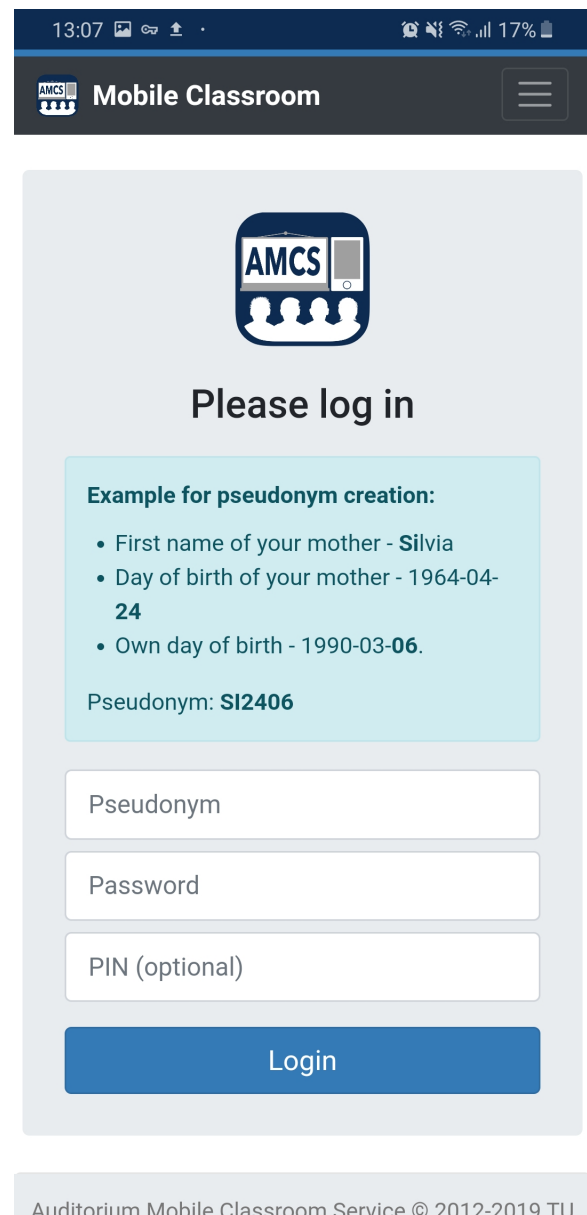 13:07 17%
AMCS Mobile Classroom
AMCS
Please log in
Example for pseudonym creation:
• First name of your mother - Silvia
• Day of birth of your mother - 1964-04-
24
• Own day of birth - 1990-03-06.
Pseudonym: SI2406
Pseudonym
Password
PIN (optional)
Login
Auditorium Mobile Classroom Service © 2012-2019 TU